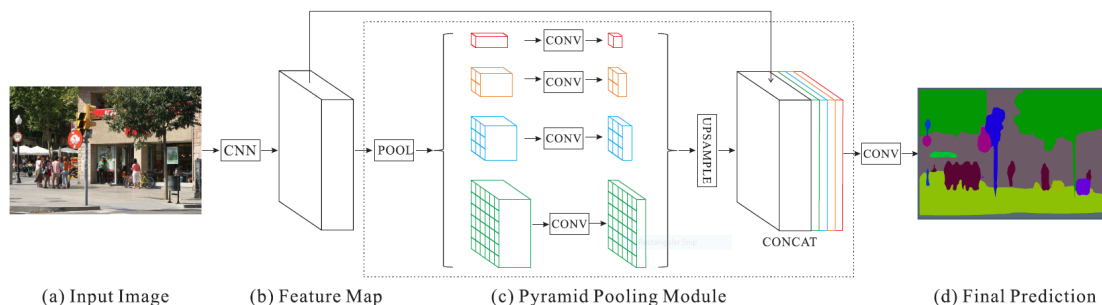 CONV
CONV
CNN
POOL
CONV
UPSAMPLE
CONV
CONV
CONCAT
(a) Input Image
(b) Feature Map
(c) Pyramid Pooling Module
(d) Final Prediction